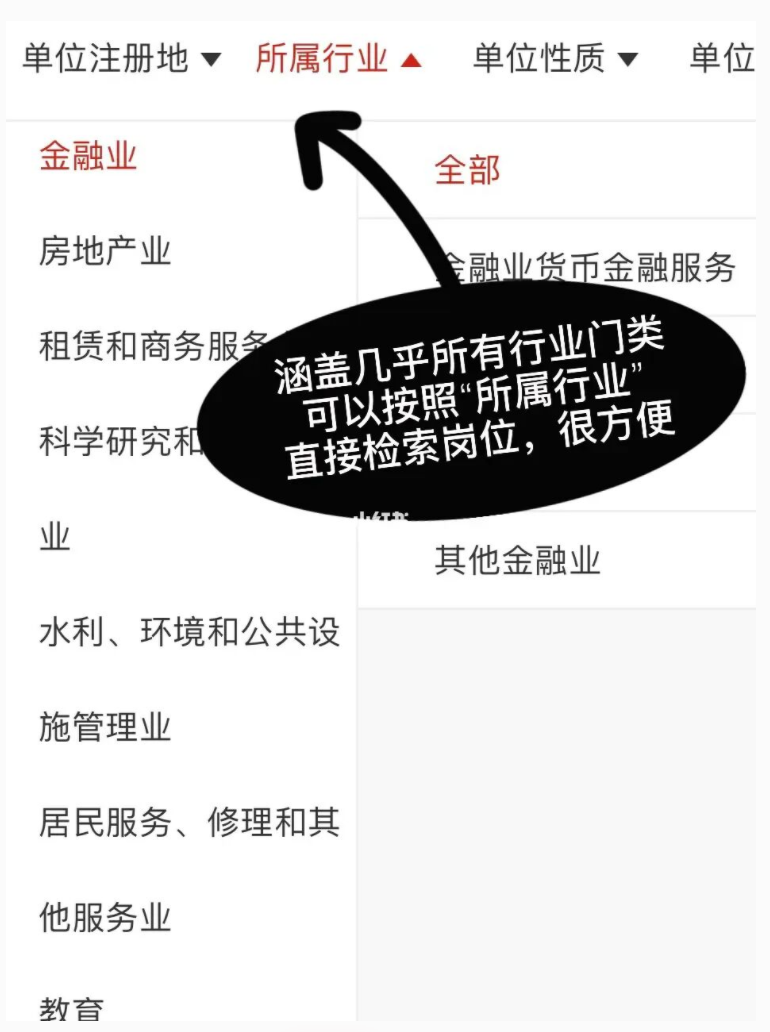 单位注册地 所属行业 单位性质 单位
金融业
全部
房地产业
金融业货币金融服务
租赁和商务服务
涵盖几乎所有行业门类
可以按照“所属行业”
直接检索岗位，很方便
科学研究和
业
其他金融业
水利、环境和公共设
施管理业
居民服务、修理和其
他服务业
教育